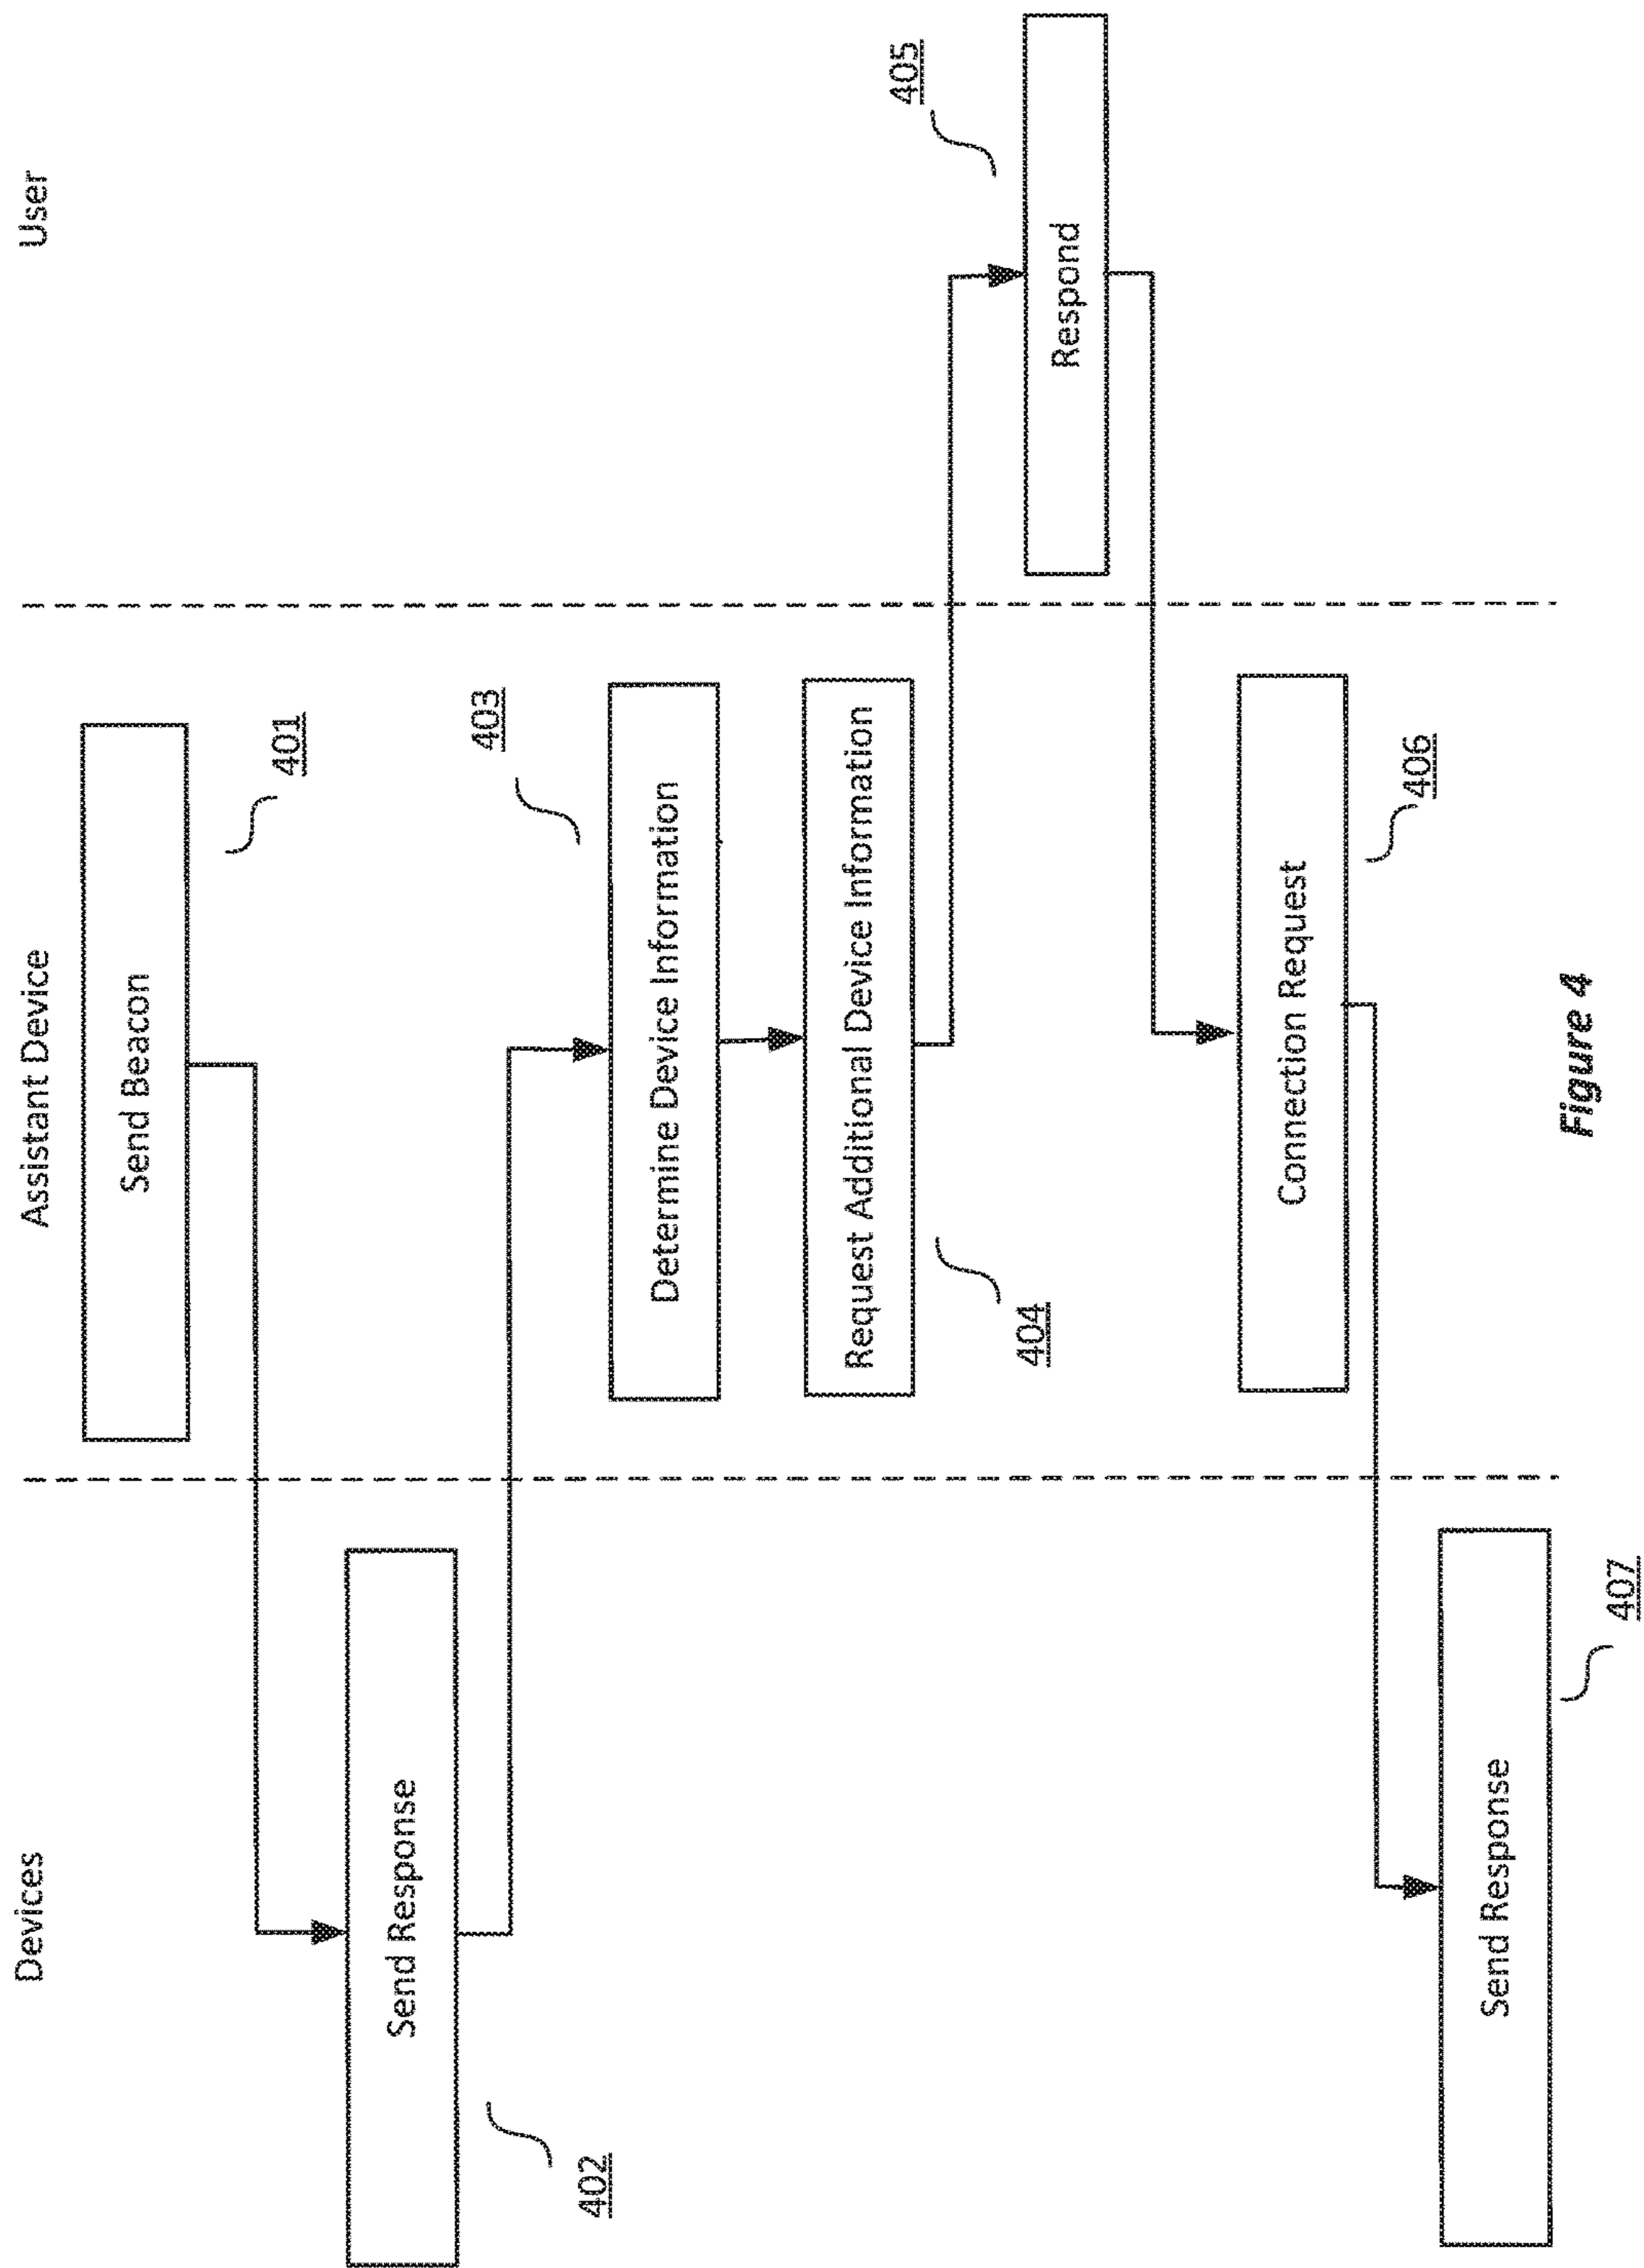 Devices
Assistant Device
User
Send Beacon
401
Send Response
402
403
Determine Device Information
Request Additional Device Information
404
405
Respond
Connection Request
406
Send Response
407
Figure 4